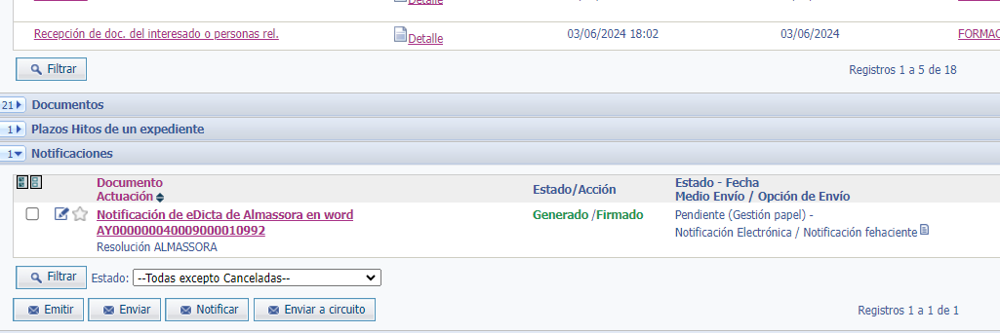 Detalle
Recepción de doc. del interesado o personas rel. Detalle 03/06/2024 18:02 03/06/2024 FORMAC
Filtrar Registros 1 a 5 de 18
21 Documentos
1 Plazos Hitos de un expediente
1 Notificaciones
Documento
Actuación
Estado/Acción
Estado - Fecha
Medio Envío / Opción de Envío
Notificación de eDicta de Almassora en word
AY000000040009000010992
Resolución ALMASSORA
Generado /Firmado
Pendiente (Gestión papel) -
Notificación Electrónica / Notificación fehaciente
Filtrar Estado: --Todas excepto Canceladas--
Emitir Enviar Notificar Enviar a circuito Registros 1 a 1 de 1